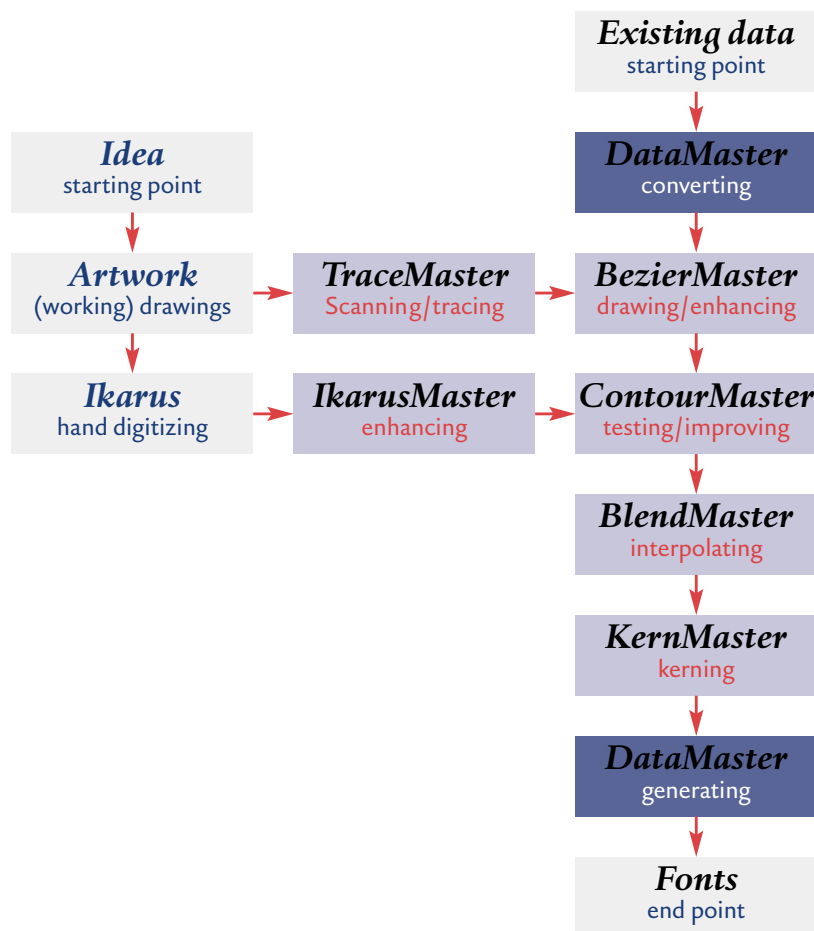 Existing data
starting point
Idea
starting point
DataMaster
converting
Artwork
(working) drawings
TraceMaster
Scanning/tracing
BezierMaster
drawing/enhancing
Ikarus
hand digitizing
IkarusMaster
enhancing
ContourMaster
testing/improving
BlendMaster
interpolating
KernMaster
kerning
DataMaster
generating
Fonts
end point